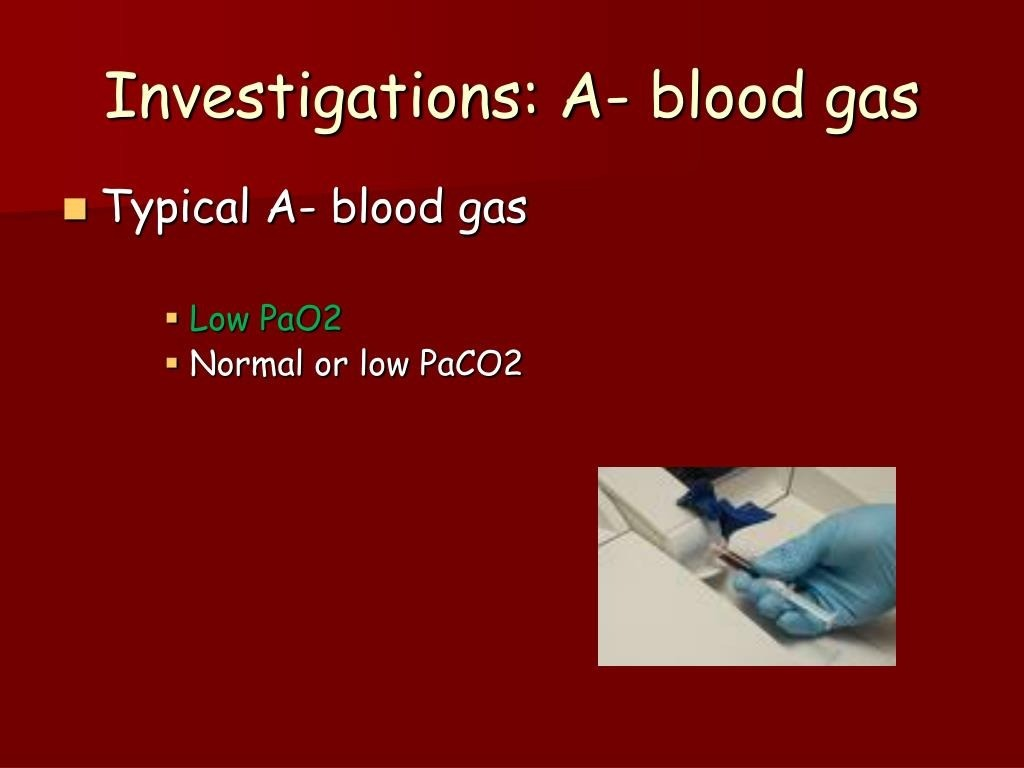 Investigations: A- blood gas
Typical A- blood gas
Low PaO2
Normal or low PaCO2